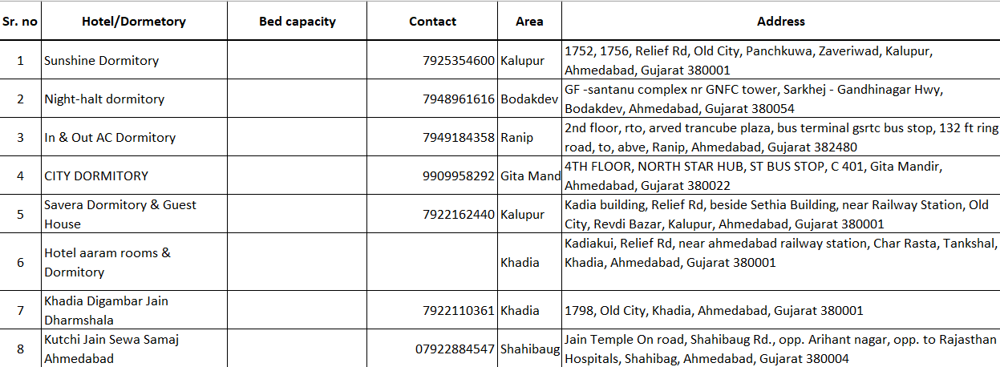 Sr. no Hotel/Dormetory Bed capacity Contact Area Address
1 Sunshine Dormitory 7925354600 Kalupur 1752, 1756, Relief Rd, Old City, Panchkuwa, Zaveriwad, Kalupur,
Ahmedabad, Gujarat 380001
2 Night-halt dormitory 7948961616 Bodakdev GF -santanu complex nr GNFC tower, Sarkhej - Gandhinagar Hwy,
Bodakdev, Ahmedabad, Gujarat 380054
3 In & Out AC Dormitory 7949184358 Ranip 2nd floor, rto, arved trancube plaza, bus terminal gsrtc bus stop, 132 ft ring
road, to, abve, Ranip, Ahmedabad, Gujarat 382480
4 CITY DORMITORY 9909958292 Gita Mand 4TH FLOOR, NORTH STAR HUB, ST BUS STOP, C 401, Gita Mandir,
Ahmedabad, Gujarat 380022
5 Savera Dormitory & Guest
House 7922162440 Kalupur Kadia building, Relief Rd, beside Sethia Building, near Railway Station, Old
City, Revdi Bazar, Kalupur, Ahmedabad, Gujarat 380001
6 Hotel aaram rooms &
Dormitory Khadia Kadiakui, Relief Rd, near ahmedabad railway station, Char Rasta, Tankshal,
Khadia, Ahmedabad, Gujarat 380001
7 Khadia Digambar Jain
Dharmshala 7922110361 Khadia 1798, Old City, Khadia, Ahmedabad, Gujarat 380001
8 Kutchi Jain Sewa Samaj
Ahmedabad 07922884547 Shahibaug Jain Temple On road, Shahibaug Rd., opp. Arihant nagar, opp. to Rajasthan
Hospitals, Shahibag, Ahmedabad, Gujarat 380004